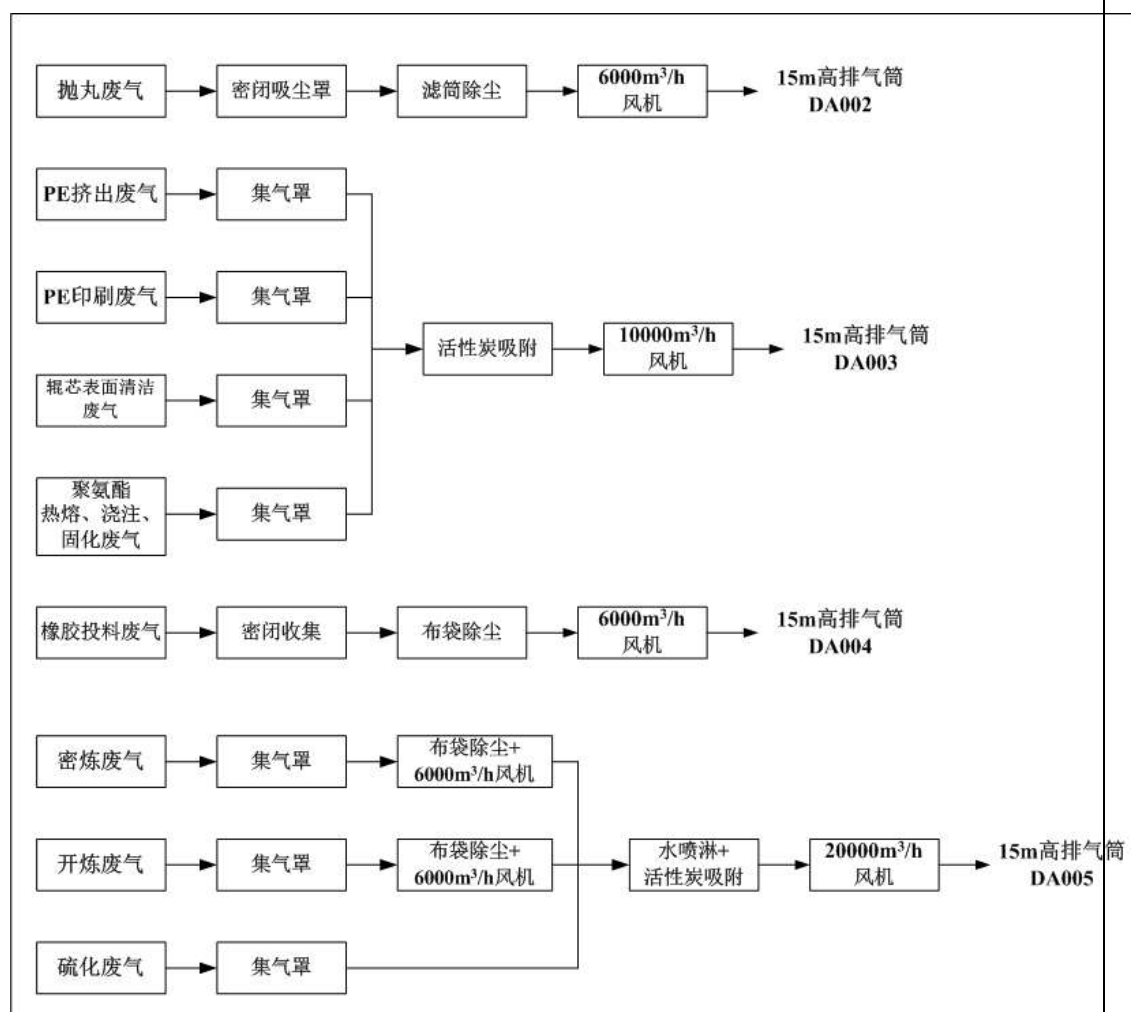 抛丸废气
密闭吸尘罩
滤筒除尘
6000m³/h
风机
15m高排气筒
DA002
PE挤出废气
集气罩
PE印刷废气
集气罩
辊芯表面清洁
废气
集气罩
聚氨酯
热熔、浇注、
固化废气
集气罩
活性炭吸附
10000m³/h
风机
15m高排气筒
DA003
橡胶投料废气
密闭收集
布袋除尘
6000m³/h
风机
15m高排气筒
DA004
密炼废气
集气罩
布袋除尘+
6000m³/h风机
开炼废气
集气罩
布袋除尘+
6000m³/h风机
硫化废气
集气罩
水喷淋+
活性炭吸附
20000m³/h
风机
15m高排气筒
DA005